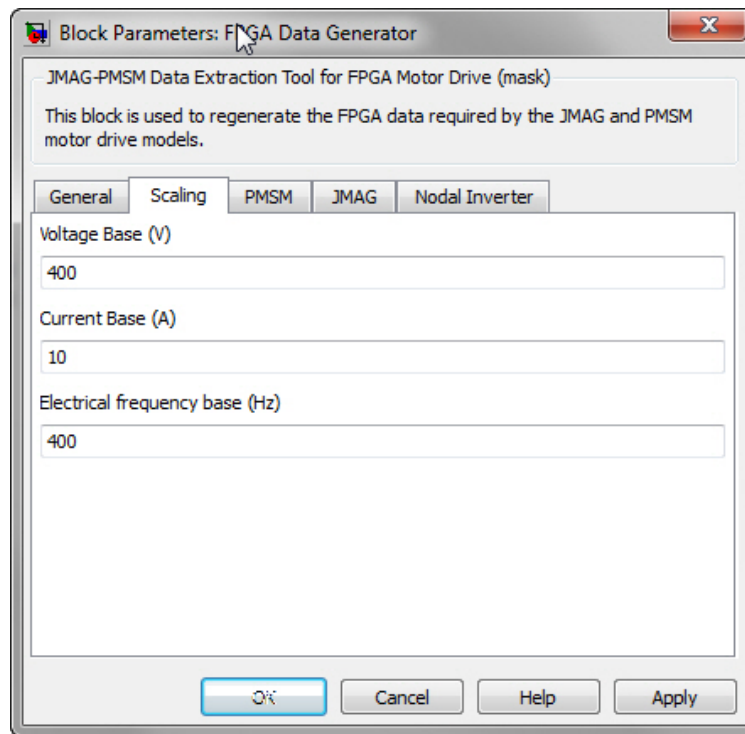 Block Parameters: FPGA Data Generator
JMAG-PMSM Data Extraction Tool for FPGA Motor Drive (mask)
This block is used to regenerate the FPGA data required by the JMAG and PMSM
motor drive models.
General Scaling PMSM JMAG Nodal Inverter
Voltage Base (V)
400
Current Base (A)
10
Electrical frequency base (Hz)
400
OK Cancel Help Apply